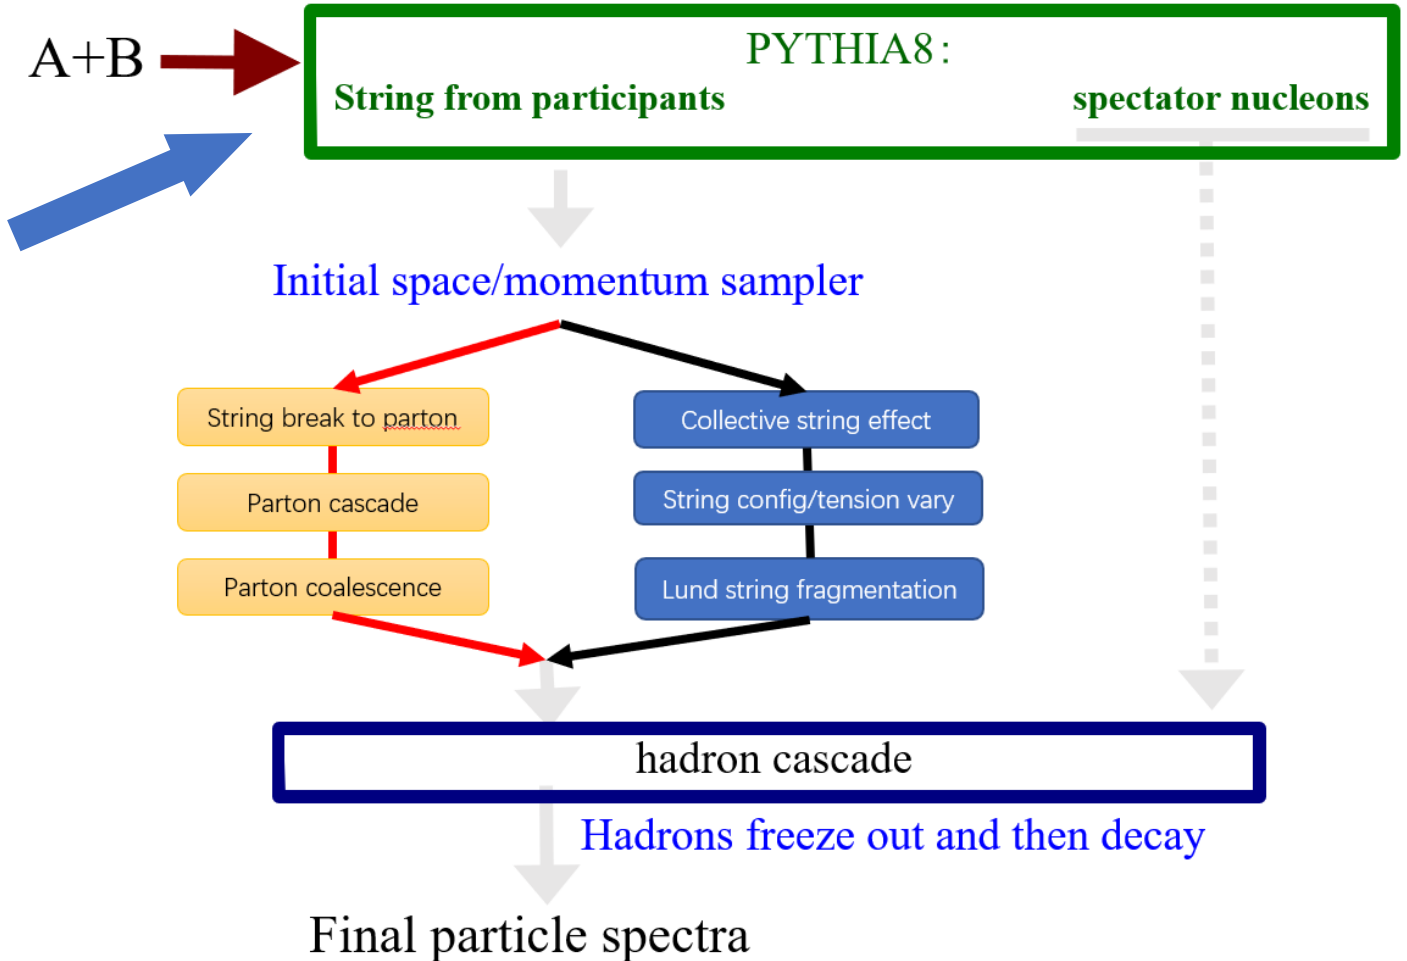 A+B
PYTHIA8:
String from participants
spectator nucleons
Initial space/momentum sampler
String break to parton
Collective string effect
Parton cascade
String config/tension vary
Parton coalescence
Lund string fragmentation
hadron cascade
Hadrons freeze out and then decay
Final particle spectra